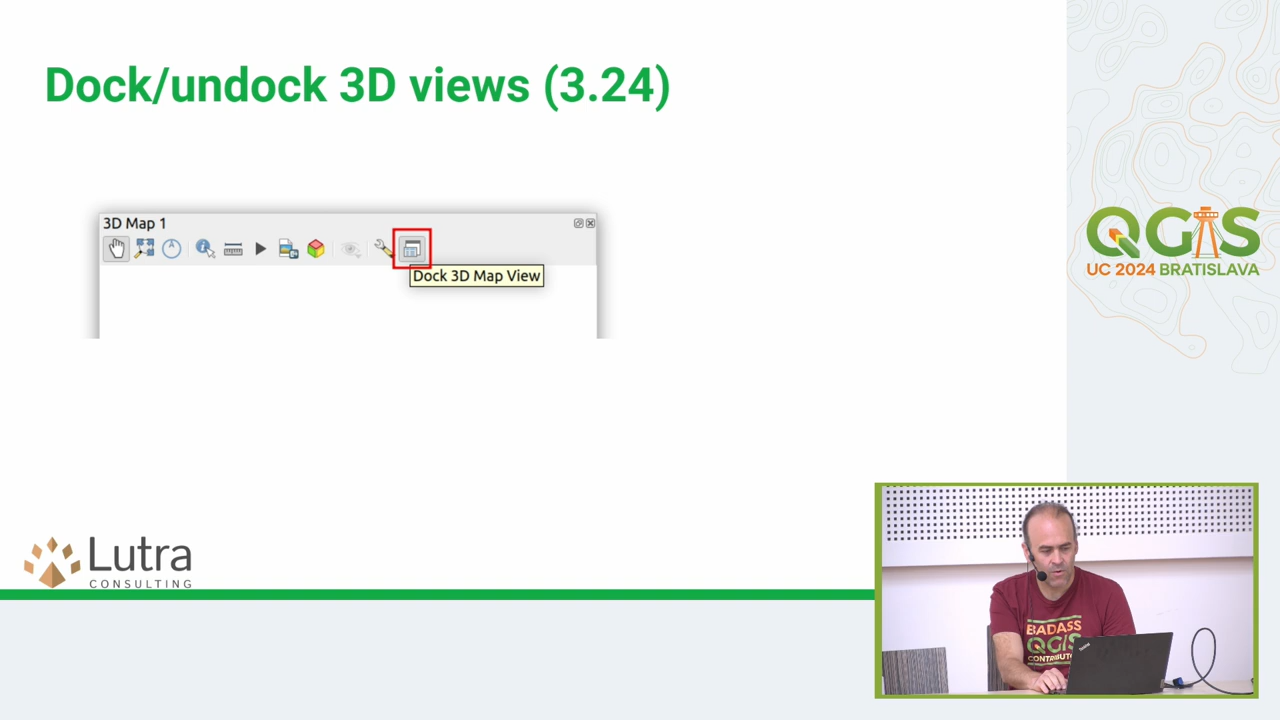 Dock/undock 3D views (3.24)
3D Map 1
Dock 3D Map View
QGIS
UC 2024 BRATISLAVA
Lutra
CONSULTING
BADASS
QGIS
CONTRIBUTOR